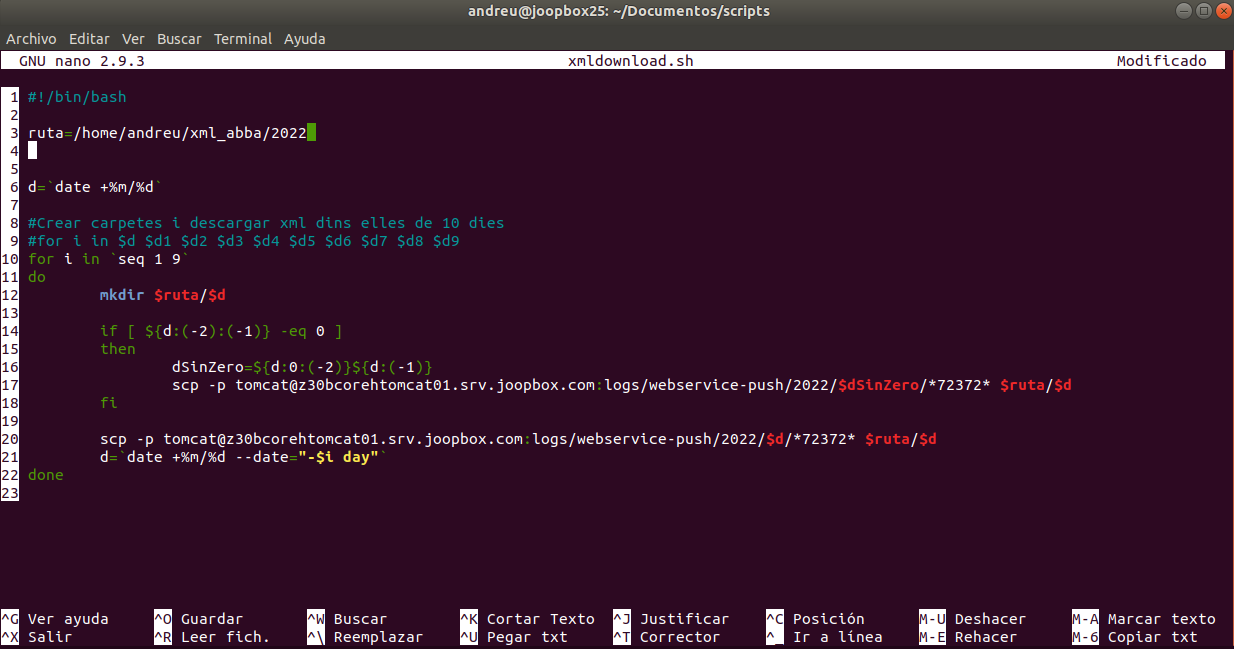 andreu@joopbox25: ~/Documentos/scripts
Archivo Editar Ver Buscar Terminal Ayuda
GNU nano 2.9.3 xmldownload.sh Modificado
1 #!/bin/bash
2
3 ruta=/home/andreu/xml_abba/2022
4
5
6 d=`date +%m/%d`
7
8 #Crear carpetes i descargar xml dins elles de 10 dies
9 #for i in $d $d1 $d2 $d3 $d4 $d5 $d6 $d7 $d8 $d9
10 for i in `seq 1 9`
11 do
12 mkdir $ruta/$d
13
14 if [ ${d:(-2):(-1)} -eq 0 ]
15 then
16 dSinZero=${d:0:(-2)}${d:(-1)}
17 scp -p tomcat@z30bcorehtomcat01.srv.joopbox.com:logs/webservice-push/2022/$dSinZero/*72372* $ruta/$d
18 fi
19
20 scp -p tomcat@z30bcorehtomcat01.srv.joopbox.com:logs/webservice-push/2022/$d/*72372* $ruta/$d
21 d=`date +%m/%d --date="-$i day"`
22 done
23
^G Ver ayuda ^O Guardar ^W Buscar ^K Cortar Texto ^J Justificar ^C Posición M-U Deshacer M-A Marcar texto
^X Salir ^R Leer fich. ^\ Reemplazar ^U Pegar txt ^T Corrector ^_ Ir a línea M-E Rehacer M-6 Copiar txt